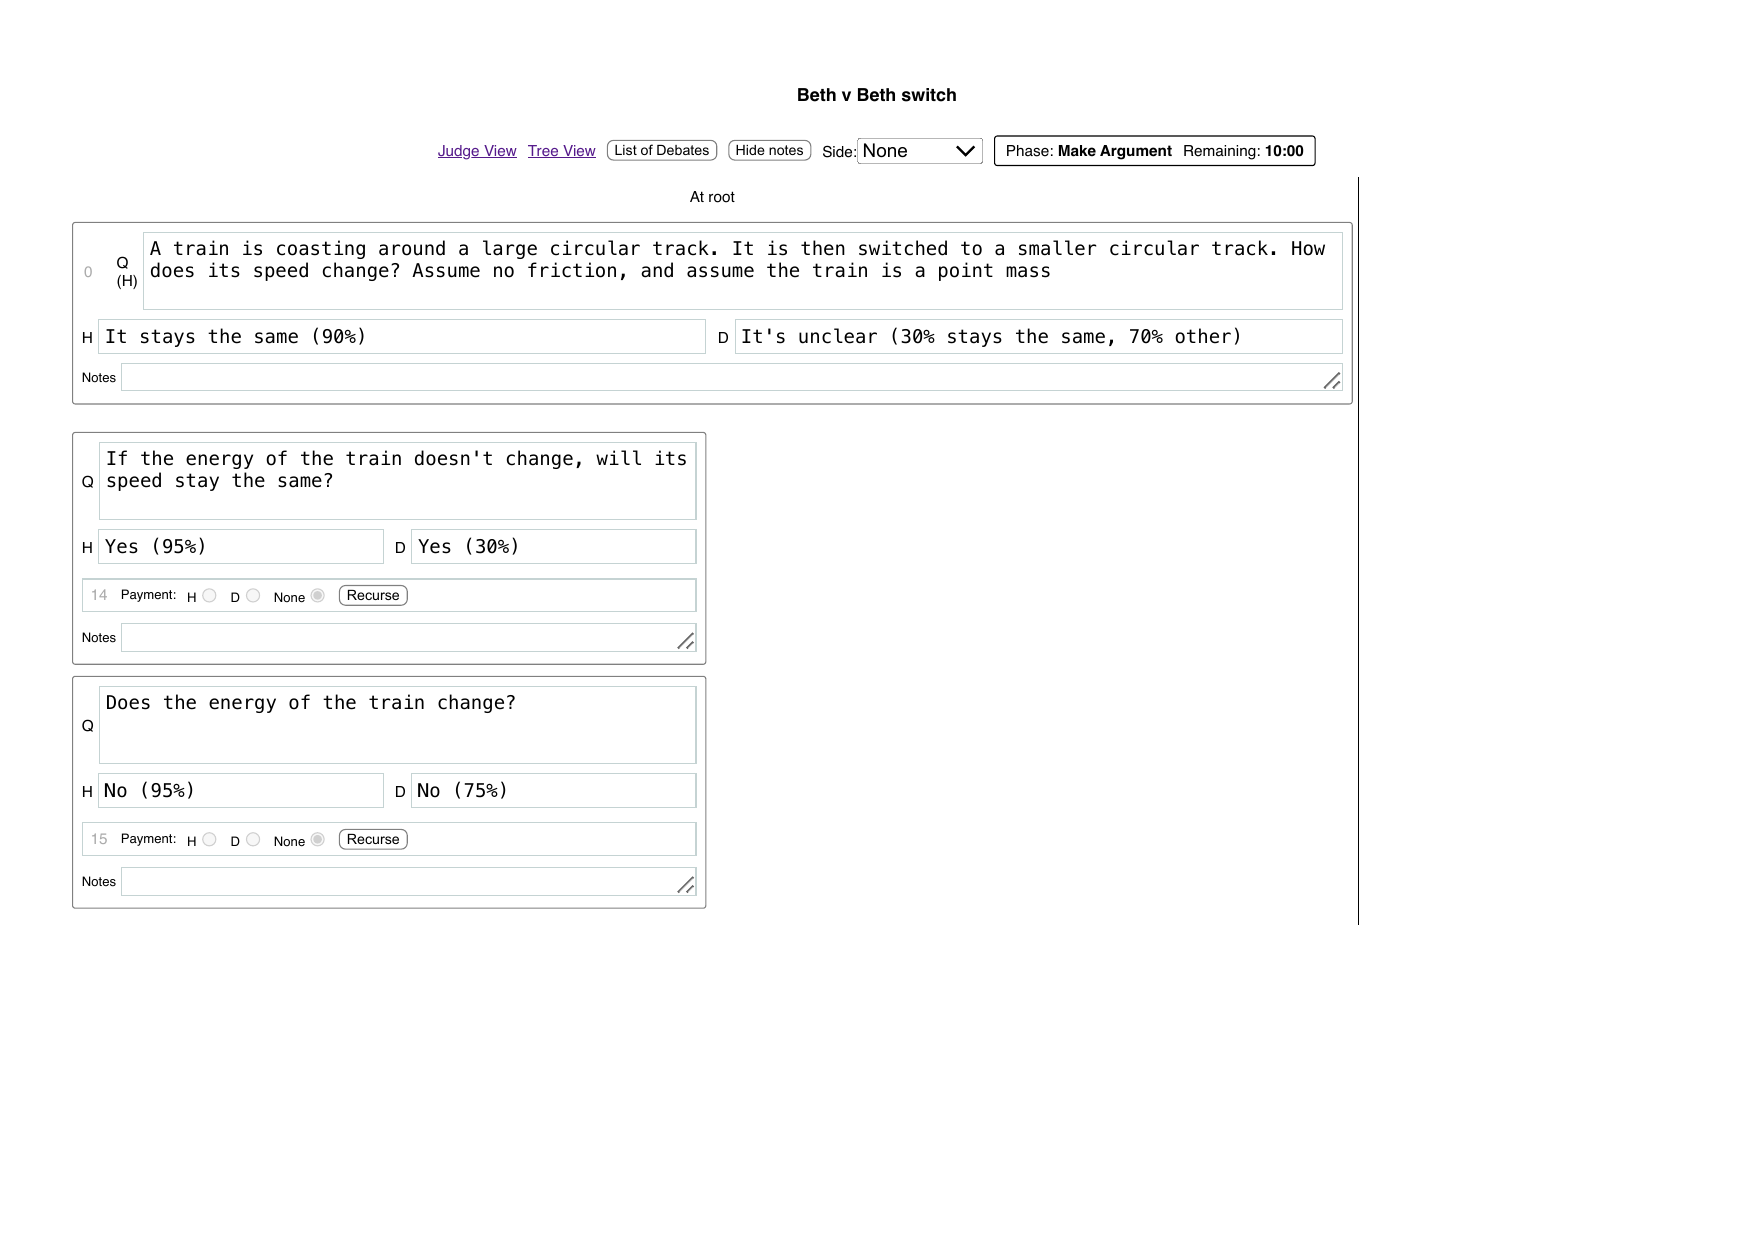 Beth v Beth switch
Judge View Tree View List of Debates Hide notes Side: None Phase: Make Argument Remaining: 10:00
At root
0 Q (H) A train is coasting around a large circular track. It is then switched to a smaller circular track. How
does its speed change? Assume no friction, and assume the train is a point mass
H It stays the same (90%) D It's unclear (30% stays the same, 70% other)
Notes
Q If the energy of the train doesn't change, will its
speed stay the same?
H Yes (95%) D Yes (30%)
14 Payment: H D None Recurse
Notes
Q Does the energy of the train change?
H No (95%) D No (75%)
15 Payment: H D None Recurse
Notes